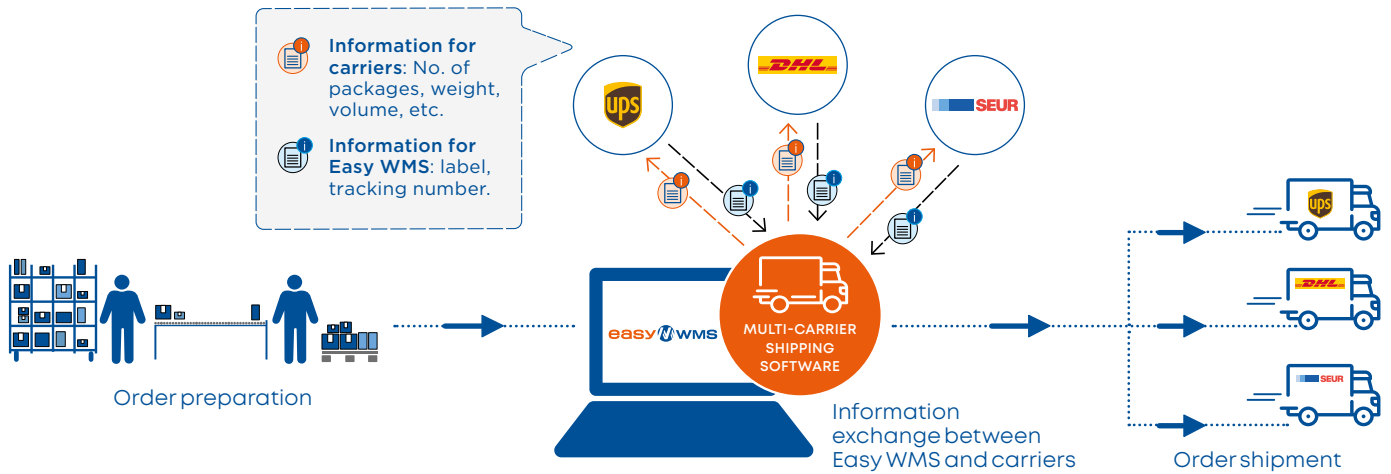 Information for
carriers: No. of
packages, weight,
volume, etc.
Information for
Easy WMS: label,
tracking number.
i
i
ups
DHL
SEUR
i
i
i
i
i
i
Order preparation
easy M WMS
MULTI-CARRIER
SHIPPING
SOFTWARE
Information
exchange between
Easy WMS and carriers
ups
DHL
SEUR
Order shipment